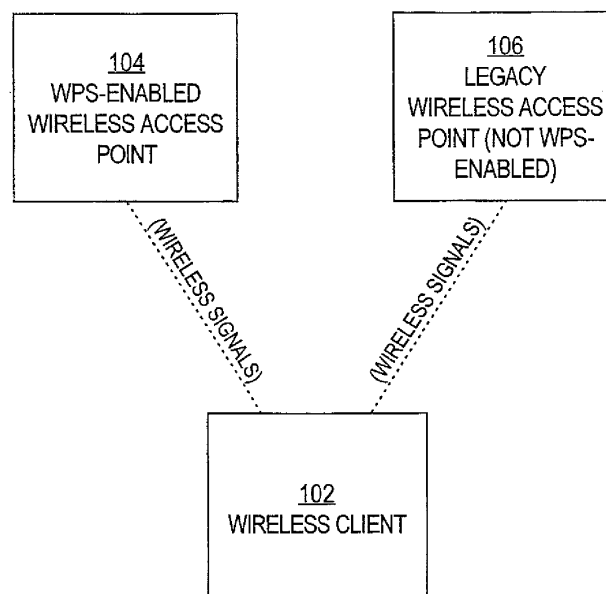 104
WPS-ENABLED
WIRELESS ACCESS
POINT
106
LEGACY
WIRELESS ACCESS
POINT (NOT WPS-
ENABLED)
(WIRELESS SIGNALS)
(WIRELESS SIGNALS)
102
WIRELESS CLIENT